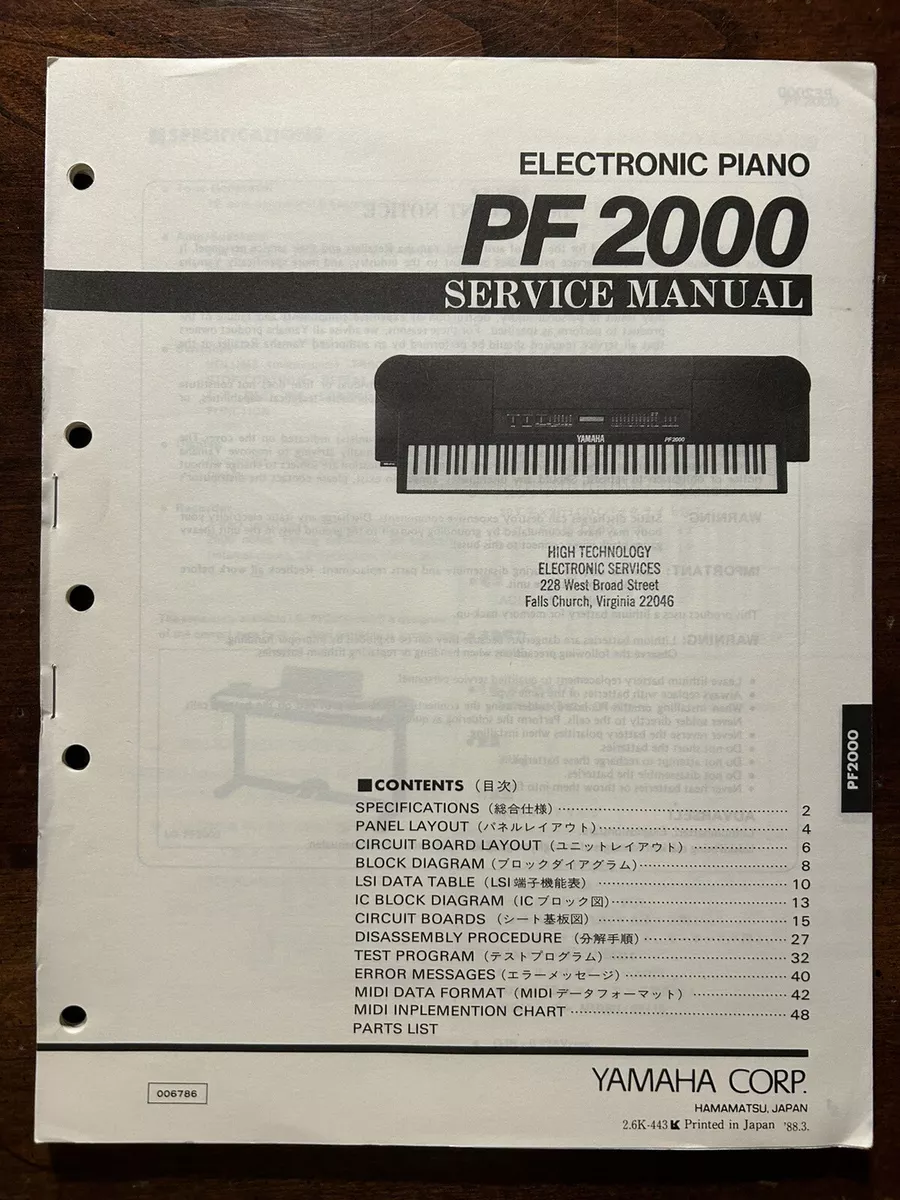 ELECTRONIC PIANO
PF 2000
SERVICE MANUAL
YAMAHA PF2000
HIGH TECHNOLOGY
ELECTRONIC SERVICES
228 West Broad Street
Falls Church, Virginia 22046
PF2000
■CONTENTS（目次）
SPECIFICATIONS（総合仕様）‥‥‥‥‥‥‥‥‥‥‥‥ 2
PANEL LAYOUT（パネルレイアウト）‥‥‥‥‥‥‥‥‥‥ 4
CIRCUIT BOARD LAYOUT（ユニットレイアウト）‥‥‥‥‥‥ 6
BLOCK DIAGRAM（ブロックダイアグラム）‥‥‥‥‥‥‥‥ 8
LSI DATA TABLE（LSI端子機能表）‥‥‥‥‥‥‥‥‥‥ 10
IC BLOCK DIAGRAM（ICブロック図）‥‥‥‥‥‥‥‥‥ 13
CIRCUIT BOARDS（シート基板図）‥‥‥‥‥‥‥‥‥‥ 15
DISASSEMBLY PROCEDURE（分解手順）‥‥‥‥‥‥‥ 27
TEST PROGRAM（テストプログラム）‥‥‥‥‥‥‥‥‥ 32
ERROR MESSAGES（エラーメッセージ）‥‥‥‥‥‥‥‥ 40
MIDI DATA FORMAT（MIDIデータフォーマット）‥‥‥‥‥ 42
MIDI INPLEMENTION CHART‥‥‥‥‥‥‥‥‥‥‥ 48
PARTS LIST
YAMAHA CORP.
HAMAMATSU, JAPAN
006786
2.6K-443 K Printed in Japan '88.3.